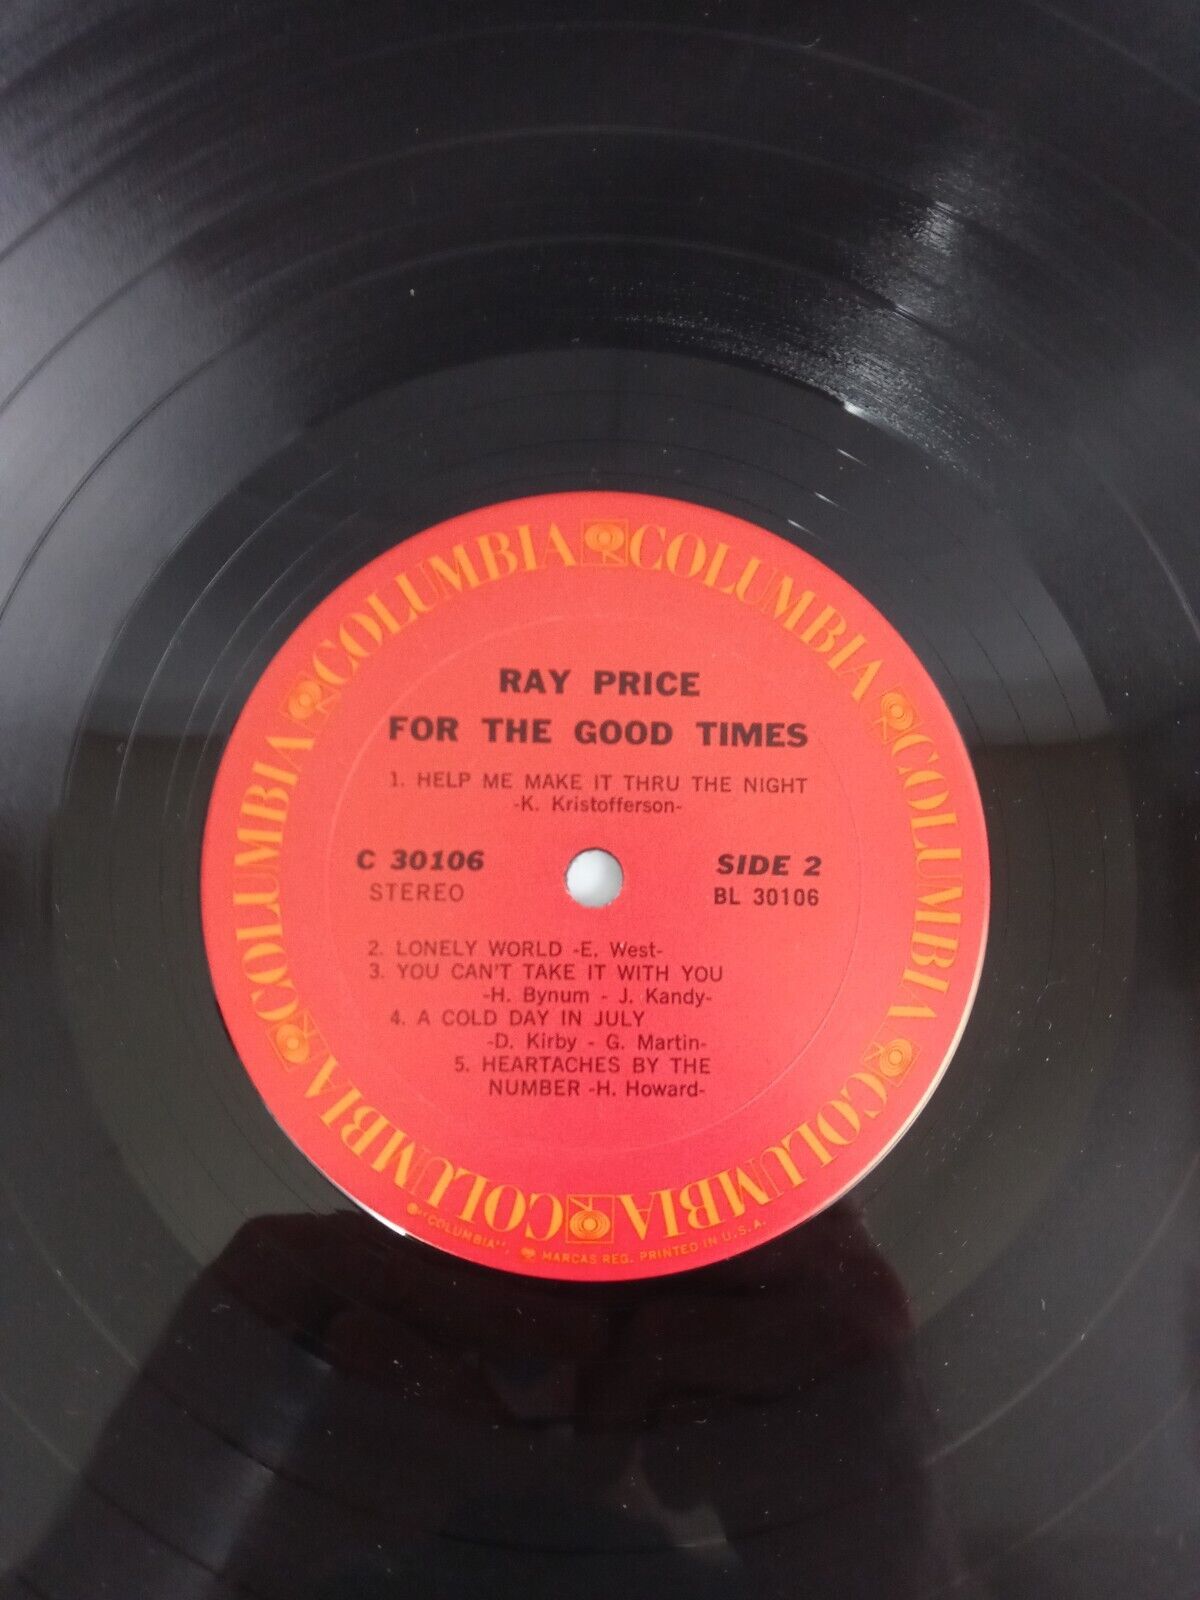 COLUMBIA COLUMBIA COLUMBIA COLUMBIA COLUMBIA COLUMBIA
RAY PRICE
FOR THE GOOD TIMES
1. HELP ME MAKE IT THRU THE NIGHT
-K. Kristofferson-
C 30106 SIDE 2
STEREO BL 30106
2. LONELY WORLD -E. West-
3. YOU CAN'T TAKE IT WITH YOU
-H. Bynum - J. Kandy-
4. A COLD DAY IN JULY
-D. Kirby - G. Martin-
5. HEARTACHES BY THE
NUMBER -H. Howard-
® "COLUMBIA", MARCAS REG. PRINTED IN U.S.A.